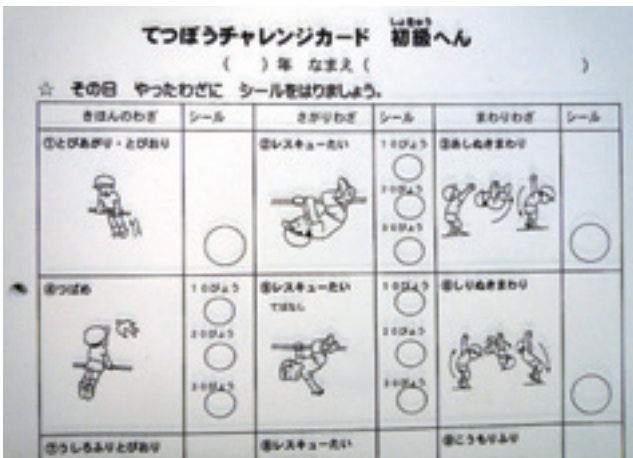 てつぼうチャレンジカード 初級へん
しょきゅう
( )年 なまえ( )
☆ その日 やったわざに シールをはりましょう。
きほんのわざ シール さがりわざ シール まわりわざ シール
①とびあがり・とびおり
②レスキューたい
10びょう
20びょう
30びょう
③あしぬきまわり
④つばめ
10びょう
20びょう
30びょう
⑤レスキューたい
てばなし
10びょう
20びょう
30びょう
⑥しりぬきまわり
⑦うしろふりとびおり
⑧レスキューたい
⑨こうもりふり